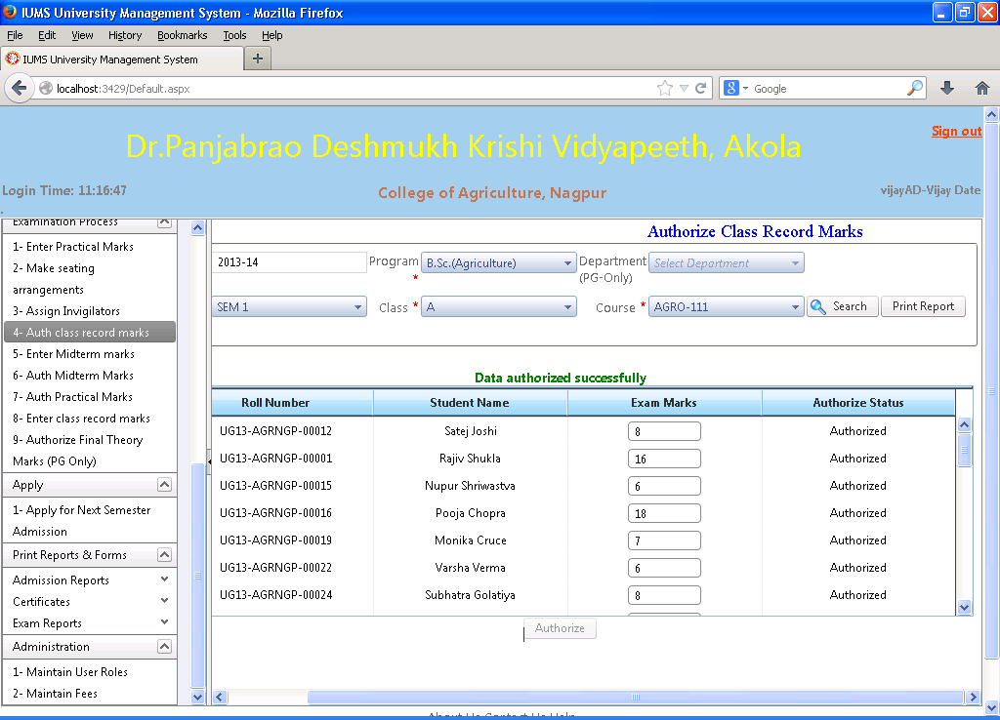 IUMS University Management System - Mozilla Firefox
File Edit View History Bookmarks Tools Help
IUMS University Management System +
localhost:3429/Default.aspx 8 Google
Sign out
Dr.Panjabrao Deshmukh Krishi Vidyapeeth, Akola
Login Time: 11:16:47 College of Agriculture, Nagpur vijayAD-Vijay Date
Examination Process
1- Enter Practical Marks
2- Make seating
arrangements
3- Assign Invigilators
4- Auth class record marks
5- Enter Midterm marks
6- Auth Midterm Marks
7- Auth Practical Marks
8- Enter class record marks
9- Authorize Final Theory
Marks (PG Only)
Apply
1- Apply for Next Semester
Admission
Print Reports & Forms
Admission Reports
Certificates
Exam Reports
Administration
1- Maintain User Roles
2- Maintain Fees
Authorize Class Record Marks
2013-14 Program * B.Sc.(Agriculture) Department Select Department
(PG-Only)
SEM 1 Class * A Course * AGRO-111 Search Print Report
Data authorized successfully
Roll Number Student Name Exam Marks Authorize Status
UG13-AGRNGP-00012 Satej Joshi 8 Authorized
UG13-AGRNGP-00001 Rajiv Shukla 16 Authorized
UG13-AGRNGP-00015 Nupur Shriwastva 6 Authorized
UG13-AGRNGP-00016 Pooja Chopra 18 Authorized
UG13-AGRNGP-00019 Monika Cruce 7 Authorized
UG13-AGRNGP-00022 Varsha Verma 6 Authorized
UG13-AGRNGP-00024 Subhatra Golatiya 8 Authorized
Authorize
About Us Contact Us Help